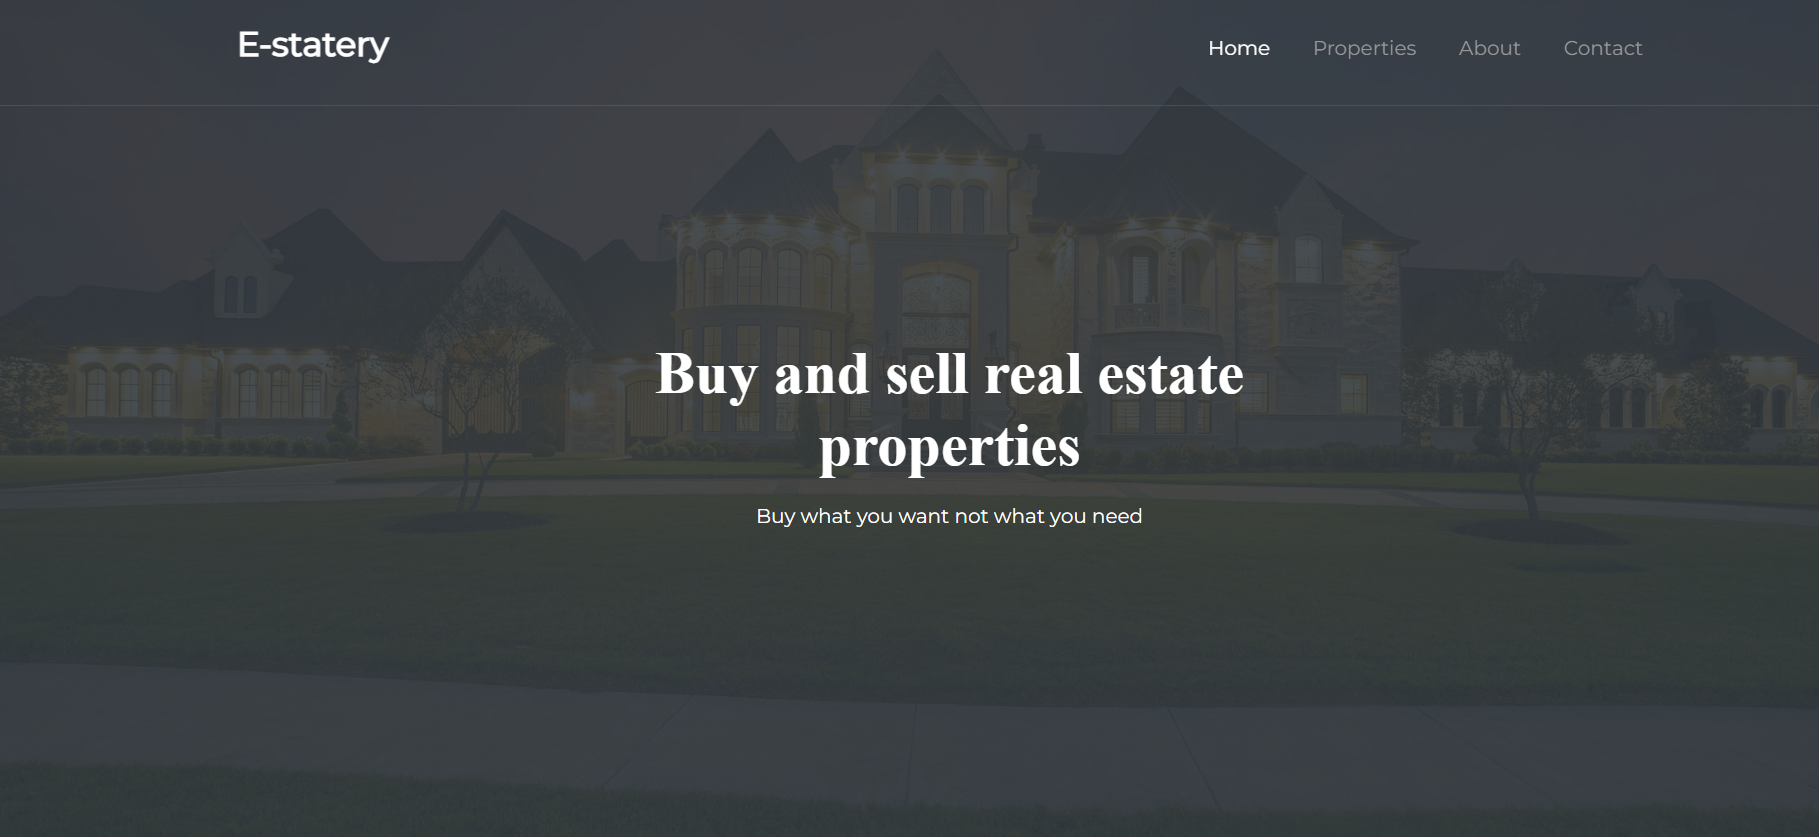 E-statery
Home Properties About Contact
Buy and sell real estate
properties
Buy what you want not what you need